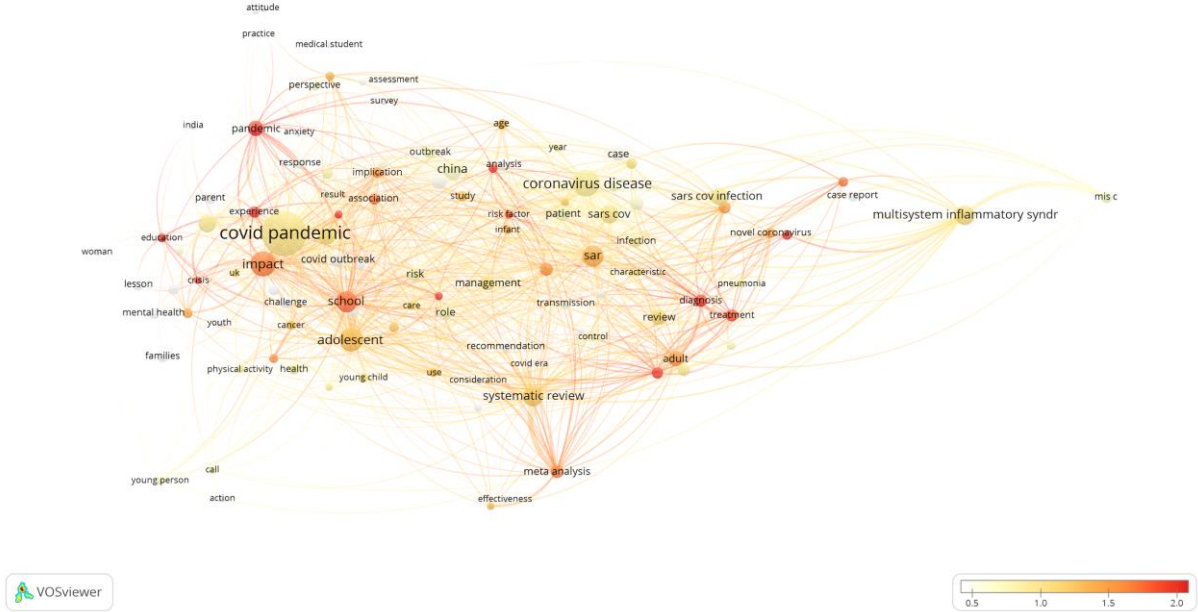 attitude
practice
medical student
perspective
assessment
survey
india
pandemic
anxiety
age
year
outbreak
case
response
implication
china
analysis
coronavirus disease
sars cov infection
case report
mis c
parent
result
association
study
experience
risk factor
patient
sars cov
multisystem inflammatory syndr
covid pandemic
infant
novel coronavirus
education
infection
woman
impact
covid outbreak
sar
uk
risk
characteristic
lesson
crisis
management
pneumonia
challenge
school
care
transmission
diagnosis
mental health
role
review
treatment
youth
cancer
adolescent
control
recommendation
families
covid era
adult
physical activity
health
young child
use
consideration
systematic review
call
meta analysis
young person
action
effectiveness
VOSviewer
0.5
1.0
1.5
2.0